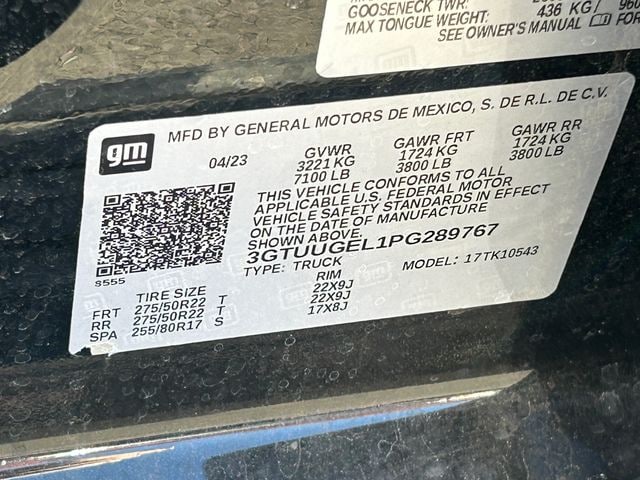 GOOSENECK TWR:
MAX TONGUE WEIGHT: 436 KG/ 960
SEE OWNER'S MANUAL FOR
gm
MFD BY GENERAL MOTORS DE MEXICO, S. DE R.L. DE C.V.
04/23 GVWR GAWR FRT GAWR RR
3221 KG 1724 KG 1724 KG
7100 LB 3800 LB 3800 LB
THIS VEHICLE CONFORMS TO ALL
APPLICABLE U.S. FEDERAL MOTOR
VEHICLE SAFETY STANDARDS IN EFFECT
ON THE DATE OF MANUFACTURE
SHOWN ABOVE.
3GTUUGEL1PG289767
TYPE: TRUCK MODEL: 17TK10543
8555
TIRE SIZE RIM
FRT 275/50R22 T 22X9J
RR 275/50R22 T 22X9J
SPA 255/80R17 S 17X8J